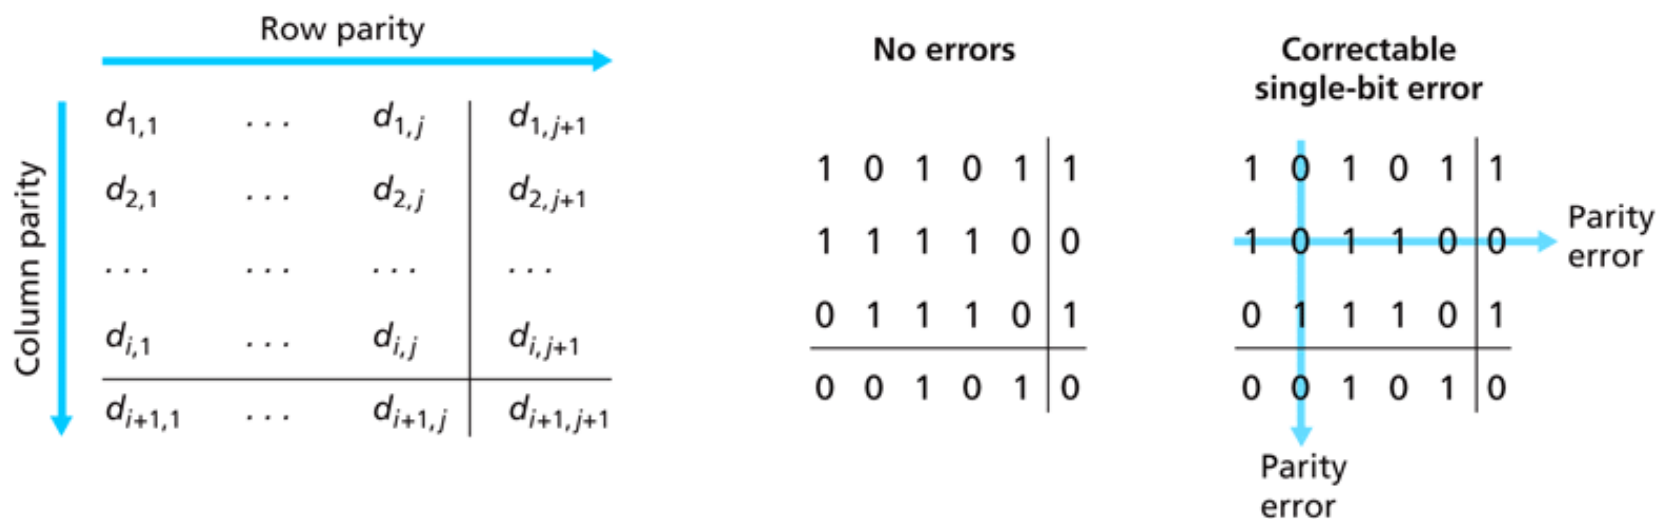 Row parity
Column parity
d1,1 . . . d1,j d1,j+1
d2,1 . . . d2,j d2,j+1
. . . . . . . . . . . .
di,1 . . . di,j di,j+1
di+1,1 . . . di+1,j di+1,j+1
No errors
1 0 1 0 1 1
1 1 1 1 0 0
0 1 1 1 0 1
0 0 1 0 1 0
Correctable
single-bit error
1 0 1 0 1 1
1 0 1 1 0 0
0 1 1 1 0 1
0 0 1 0 1 0
Parity
error
Parity
error